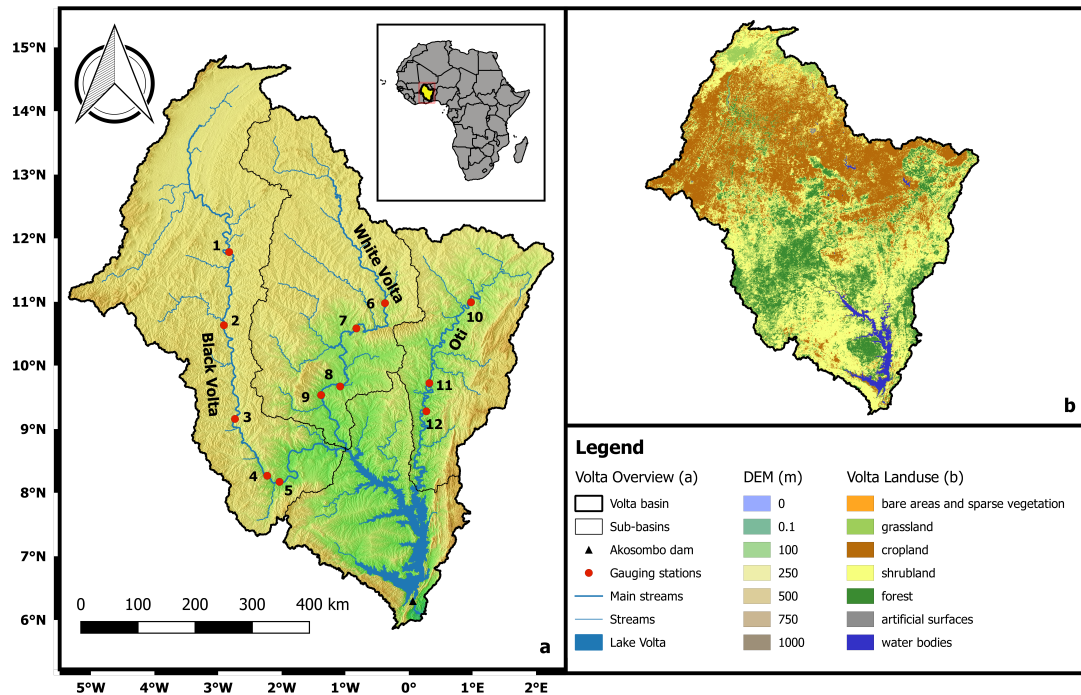 15°N
14°N
13°N
12°N
11°N
10°N
9°N
8°N
7°N
6°N
5°W
4°W
3°W
2°W
1°W
0°
1°E
2°E
White Volta
Black Volta
Oti
1
2
3
4
5
6
7
8
9
10
11
12
0 100 200 300 400 km
a
b
Legend
Volta Overview (a)
Volta basin
Sub-basins
Akosombo dam
Gauging stations
Main streams
Streams
Lake Volta
DEM (m)
0
0.1
100
250
500
750
1000
Volta Landuse (b)
bare areas and sparse vegetation
grassland
cropland
shrubland
forest
artificial surfaces
water bodies